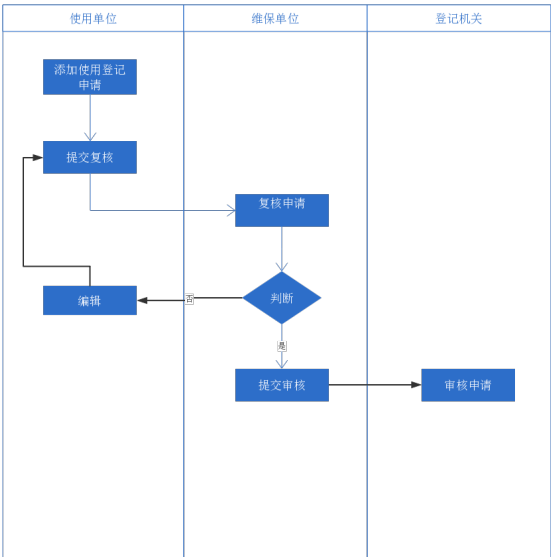 使用单位
维保单位
登记机关
添加使用登记
申请
提交复核
复核申请
判断
否
编辑
是
提交审核
审核申请